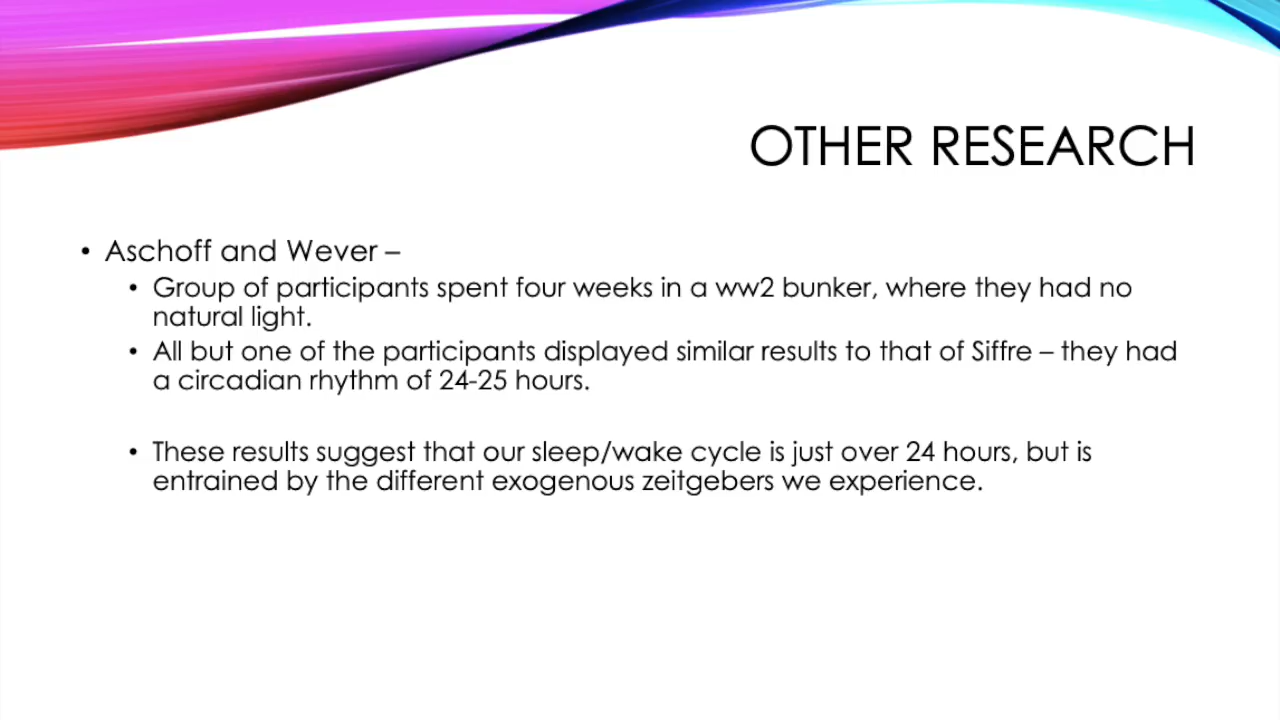 OTHER RESEARCH
• Aschoff and Wever –
• Group of participants spent four weeks in a ww2 bunker, where they had no
natural light.
• All but one of the participants displayed similar results to that of Siffre – they had
a circadian rhythm of 24-25 hours.
• These results suggest that our sleep/wake cycle is just over 24 hours, but is
entrained by the different exogenous zeitgebers we experience.